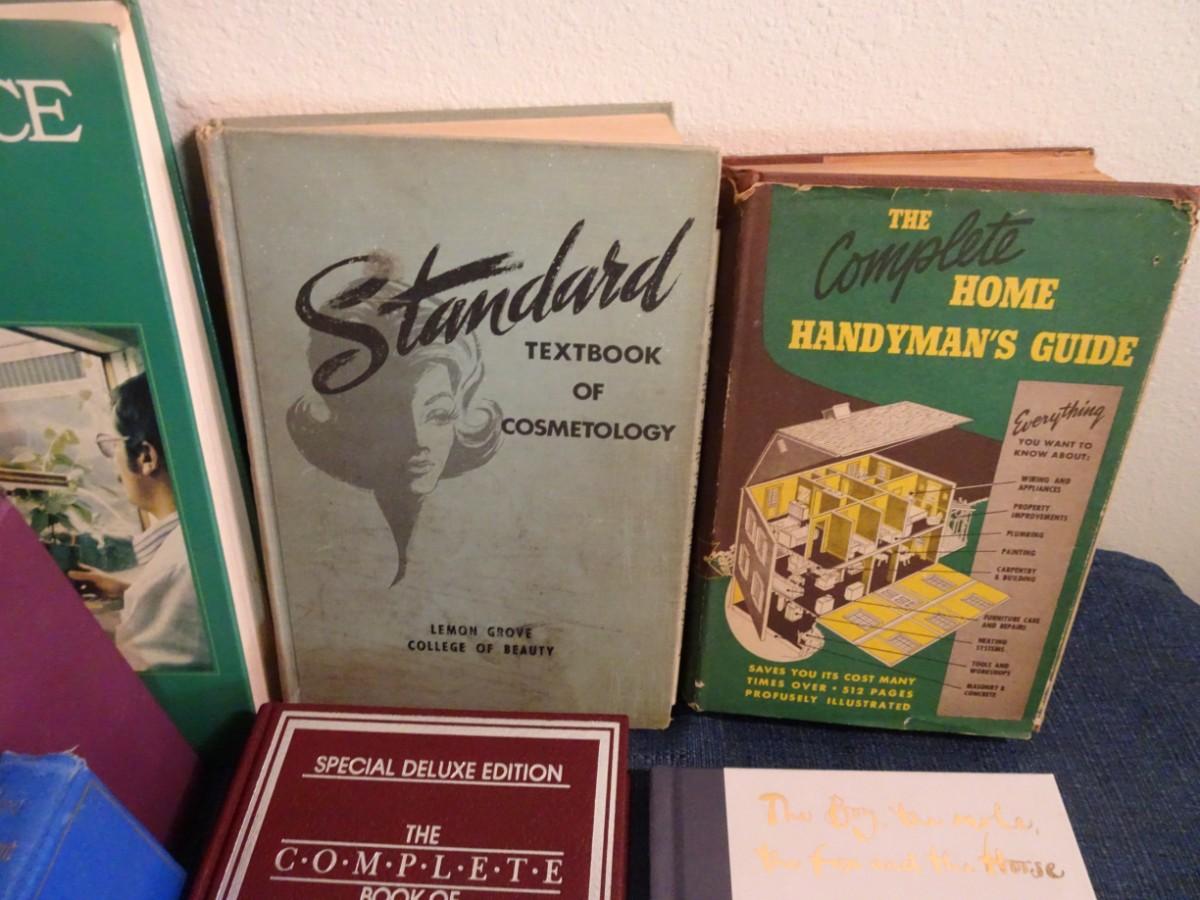 CE
Standard
TEXTBOOK
OF
COSMETOLOGY
LEMON GROVE
COLLEGE OF BEAUTY
THE
Complete
HOME
HANDYMAN'S GUIDE
Everything
YOU WANT TO
KNOW ABOUT:
WIRING AND
APPLIANCES
PROPERTY
IMPROVEMENTS
PLUMBING
PAINTING
CARPENTRY
& BUILDING
FURNITURE CARE
AND REPAIRS
HEATING
SYSTEMS
TOOLS AND
WORKSHOPS
MASONRY &
CONCRETE
SAVES YOU ITS COST MANY
TIMES OVER • 512 PAGES
PROFUSELY ILLUSTRATED
SPECIAL DELUXE EDITION
THE
C•O•M•P•L•E•T•E
BOOK OF
The Boy, the mole,
the fox and the Horse